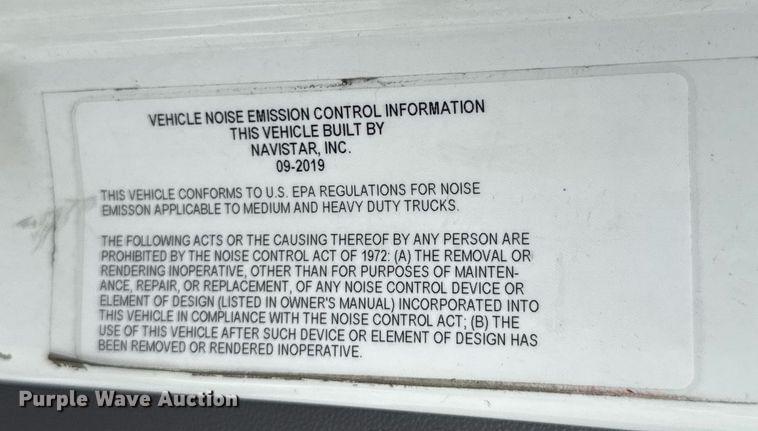 VEHICLE NOISE EMISSION CONTROL INFORMATION
THIS VEHICLE BUILT BY
NAVISTAR, INC.
09-2019
THIS VEHICLE CONFORMS TO U.S. EPA REGULATIONS FOR NOISE
EMISSON APPLICABLE TO MEDIUM AND HEAVY DUTY TRUCKS.
THE FOLLOWING ACTS OR THE CAUSING THEREOF BY ANY PERSON ARE
PROHIBITED BY THE NOISE CONTROL ACT OF 1972: (A) THE REMOVAL OR
RENDERING INOPERATIVE, OTHER THAN FOR PURPOSES OF MAINTEN-
ANCE, REPAIR, OR REPLACEMENT, OF ANY NOISE CONTROL DEVICE OR
ELEMENT OF DESIGN (LISTED IN OWNER'S MANUAL) INCORPORATED INTO
THIS VEHICLE IN COMPLIANCE WITH THE NOISE CONTROL ACT; (B) THE
USE OF THIS VEHICLE AFTER SUCH DEVICE OR ELEMENT OF DESIGN HAS
BEEN REMOVED OR RENDERED INOPERATIVE.
Purple Wave Auction